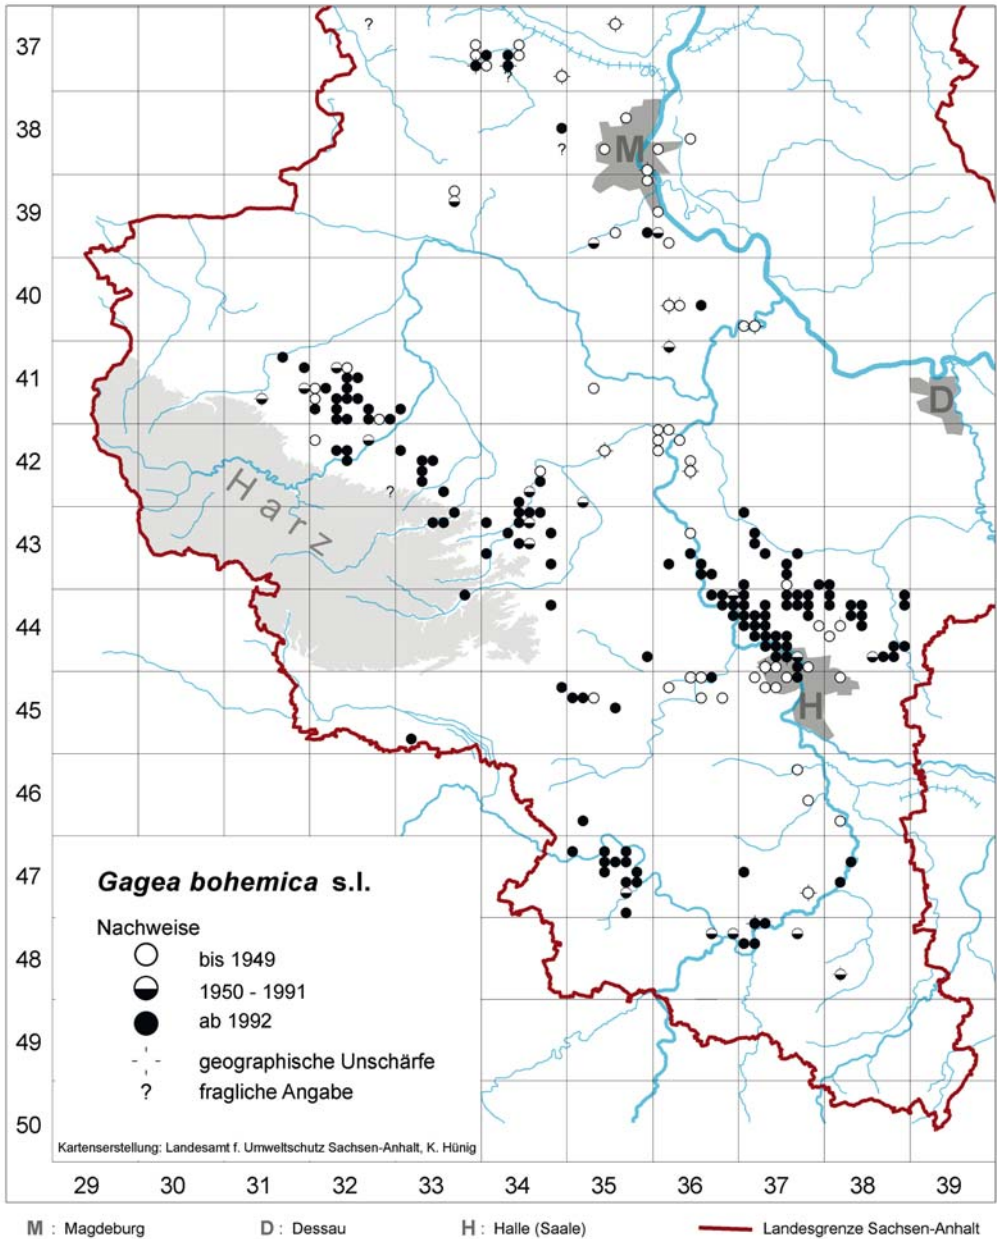 37
?
?
38
M
?
39
40
41
D
42
Harz
?
43
44
45
H
46
47
Gagea bohemica s.l.
Nachweise
bis 1949
1950 - 1991
48
ab 1992
49
geographische Unschärfe
? fragliche Angabe
50
Kartenerstellung: Landesamt f. Umweltschutz Sachsen-Anhalt, K. Hünig
29 30 31 32 33 34 35 36 37 38 39
M : Magdeburg D : Dessau H : Halle (Saale) Landesgrenze Sachsen-Anhalt